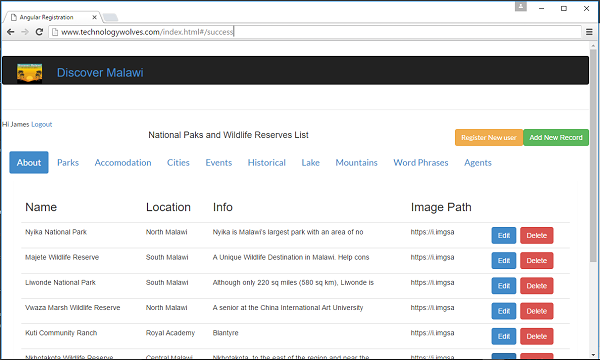 Angular Registration
www.technologywolves.com/index.html#/success
Discover Malawi
Hi James Logout
National Paks and Wildlife Reserves List
Register New user Add New Record
About Parks Accomodation Cities Events Historical Lake Mountains Word Phrases Agents
Name Location Info Image Path
Nyika National Park North Malawi Nyika is Malawi's largest park with an area of no https://i.imgsa Edit Delete
Majete Wildlife Reserve South Malawi A Unique Wildlife Destination in Malawi. Help cons https://i.imgsa Edit Delete
Liwonde National Park South Malawi Although only 220 sq miles (580 sq km), Liwonde is https://i.imgsa Edit Delete
Vwaza Marsh Wildlife Reserve North Malawi A senior at the China International Art University https://i.imgsa Edit Delete
Kuti Community Ranch Royal Academy Blantyre https://i.imgsa Edit Delete
Nkhotakota Wildlife Reserve Central Malawi Nkhotakota, to the east of the region and near the https://i.imgsa